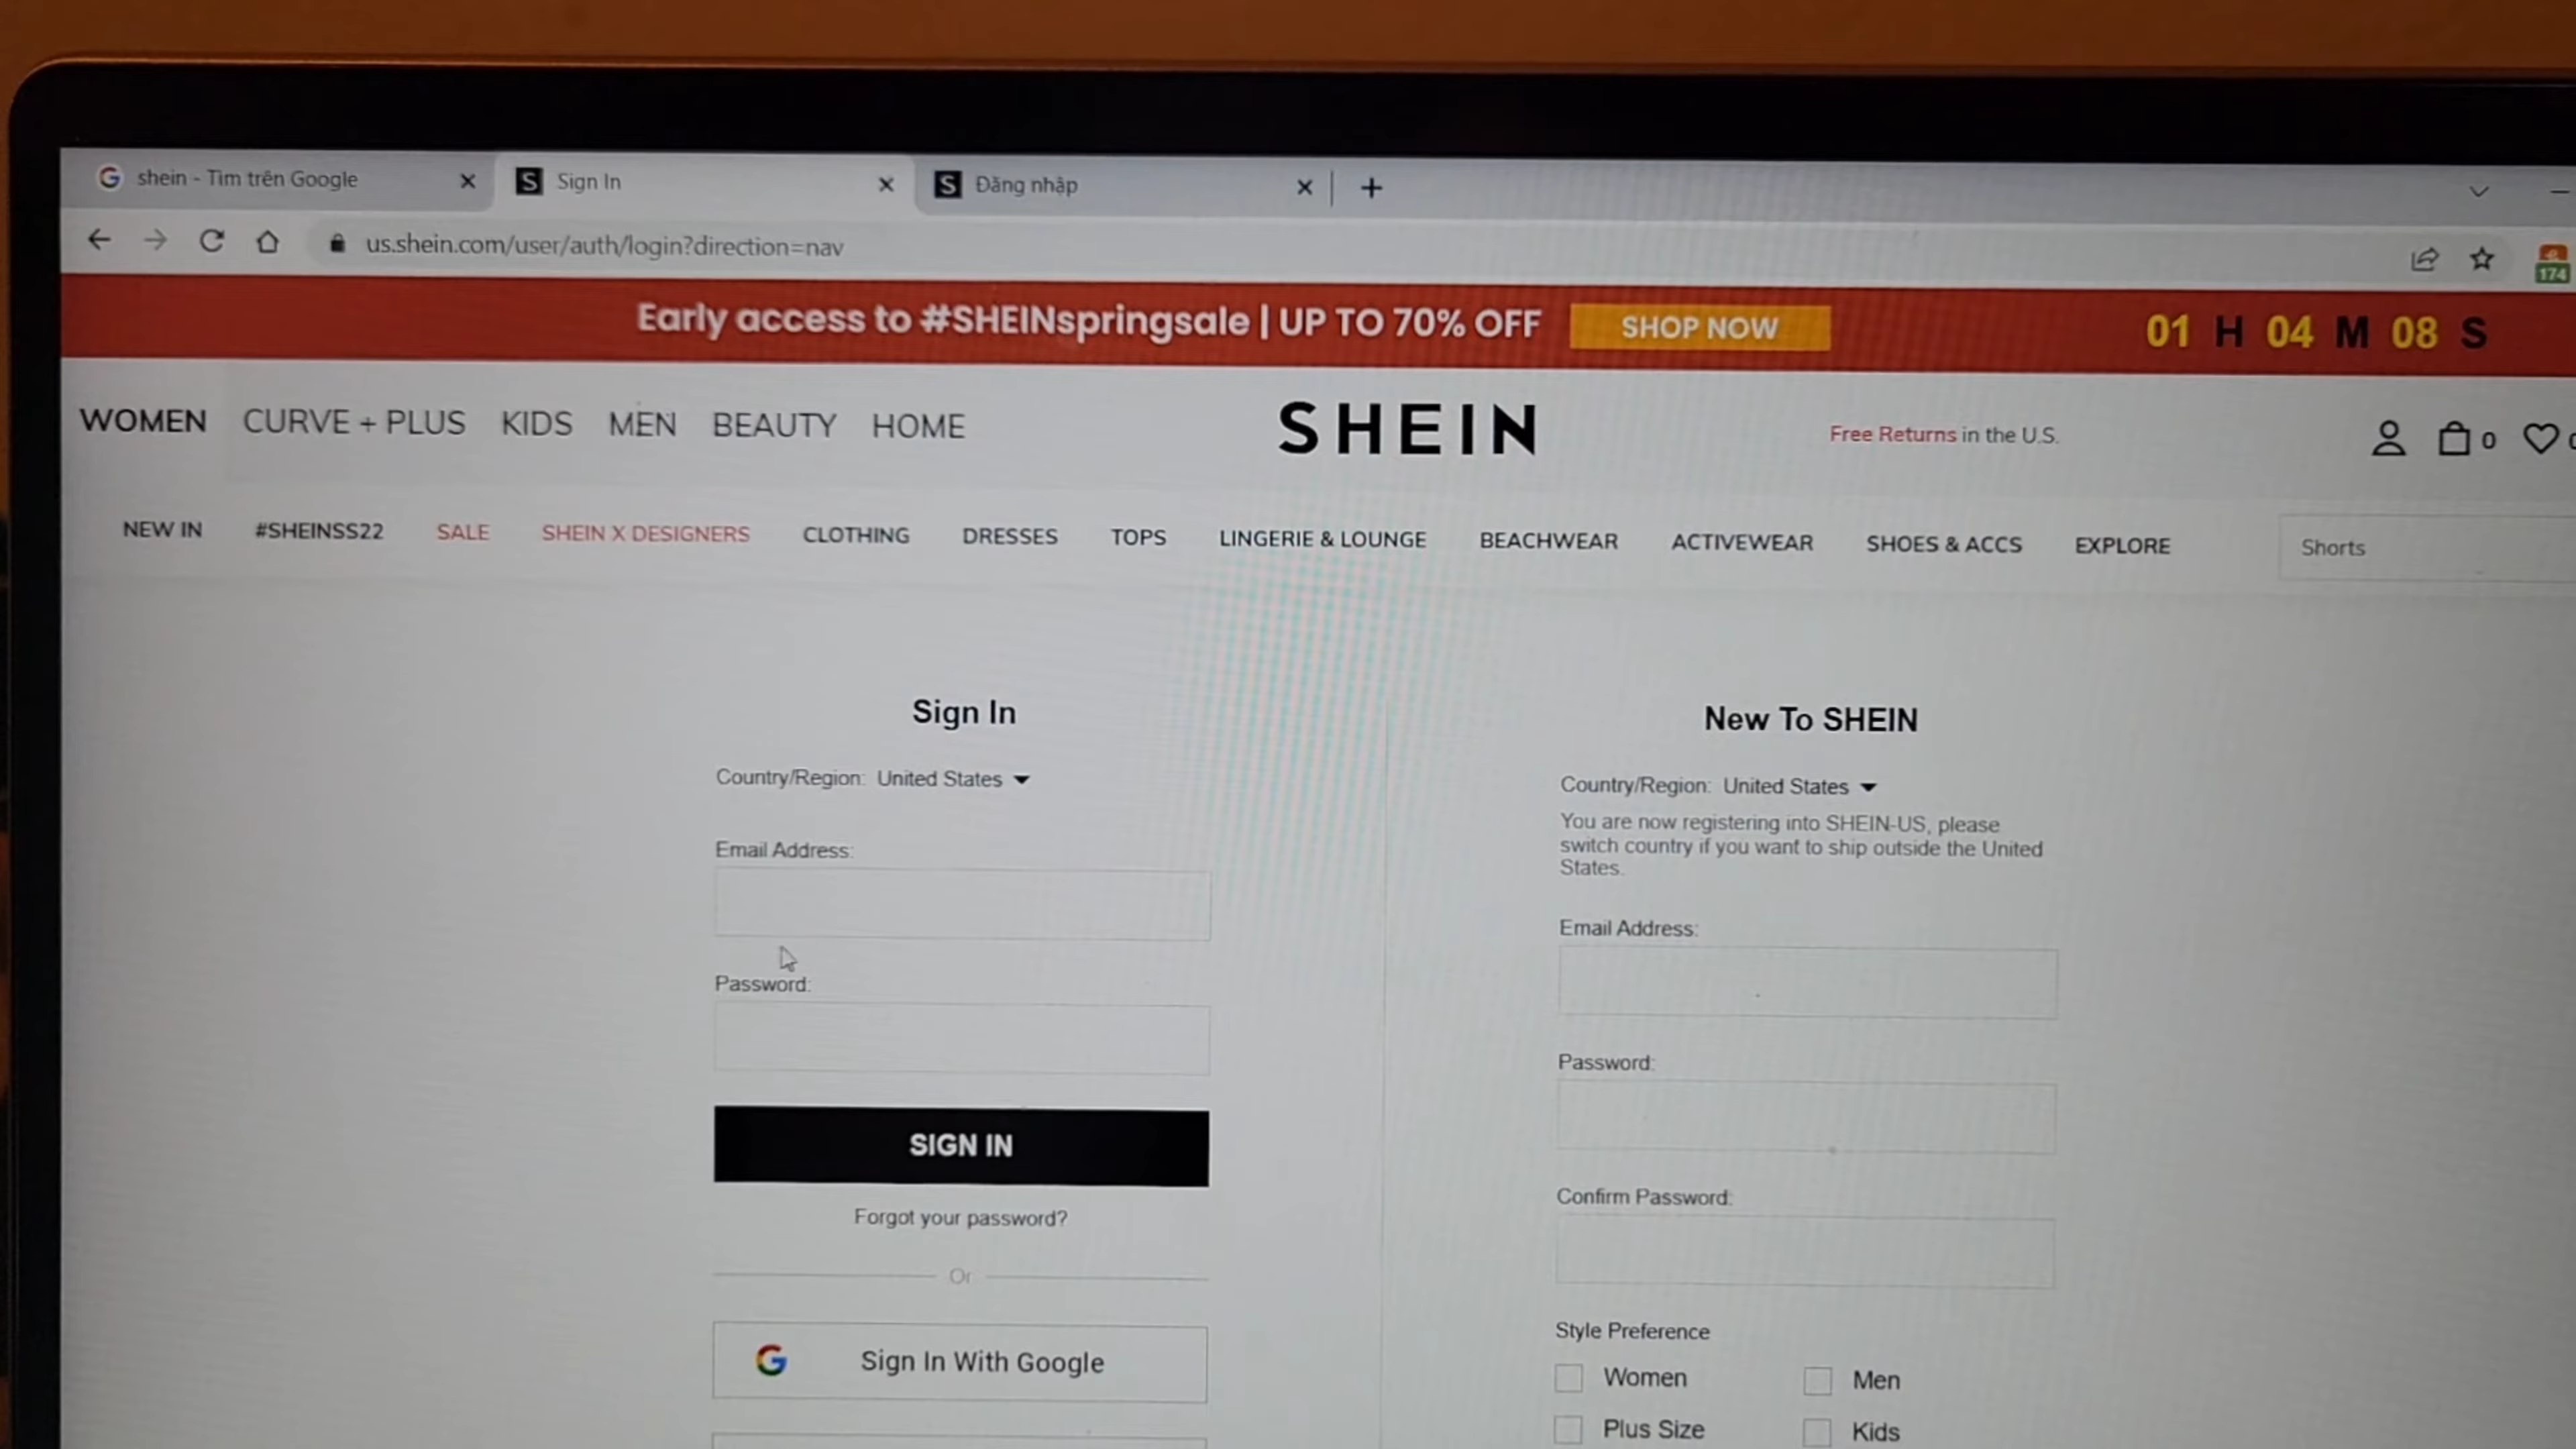 shein - Tìm trên Google
Sign In
Đăng nhập
us.shein.com/user/auth/login?direction=nav
174
Early access to #SHEINspringsale | UP TO 70% OFF
SHOP NOW
01 H 04 M 08 S
WOMEN CURVE + PLUS KIDS MEN BEAUTY HOME
SHEIN
Free Returns in the U.S.
0
NEW IN #SHEINSS22 SALE SHEIN X DESIGNERS CLOTHING DRESSES TOPS LINGERIE & LOUNGE BEACHWEAR ACTIVEWEAR SHOES & ACCS EXPLORE
Shorts
Sign In
Country/Region: United States
Email Address:
Password:
SIGN IN
Forgot your password?
Or
Sign In With Google
New To SHEIN
Country/Region: United States
You are now registering into SHEIN-US, please
switch country if you want to ship outside the United
States.
Email Address:
Password:
Confirm Password:
Style Preference
Women
Men
Plus Size
Kids